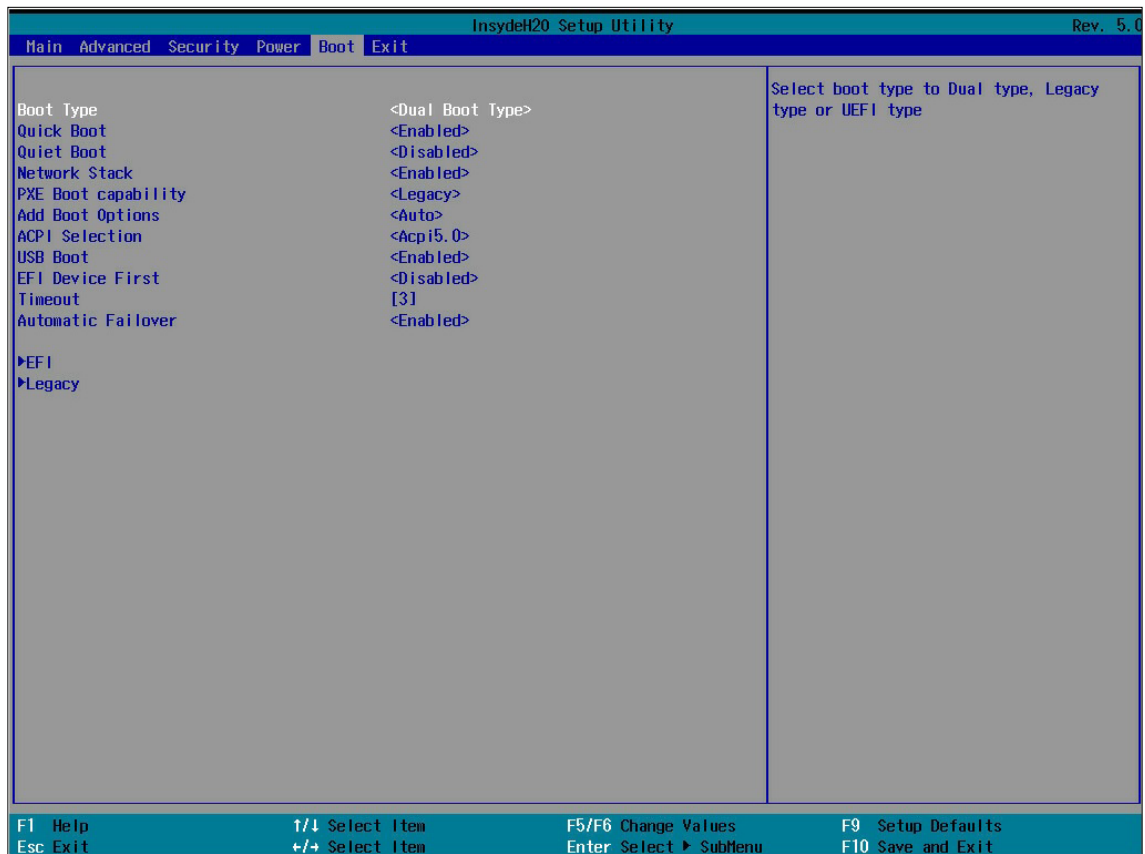 InsydeH20 Setup Utility Rev. 5.0
Main Advanced Security Power Boot Exit
Boot Type <Dual Boot Type>
Quick Boot <Enabled>
Quiet Boot <Disabled>
Network Stack <Enabled>
PXE Boot capability <Legacy>
Add Boot Options <Auto>
ACPI Selection <Acpi5.0>
USB Boot <Enabled>
EFI Device First <Disabled>
Timeout [3]
Automatic Failover <Enabled>
▶EFI
▶Legacy
Select boot type to Dual type, Legacy
type or UEFI type
F1 Help ↑/↓ Select Item F5/F6 Change Values F9 Setup Defaults
Esc Exit ←/→ Select Item Enter Select ▶ SubMenu F10 Save and Exit